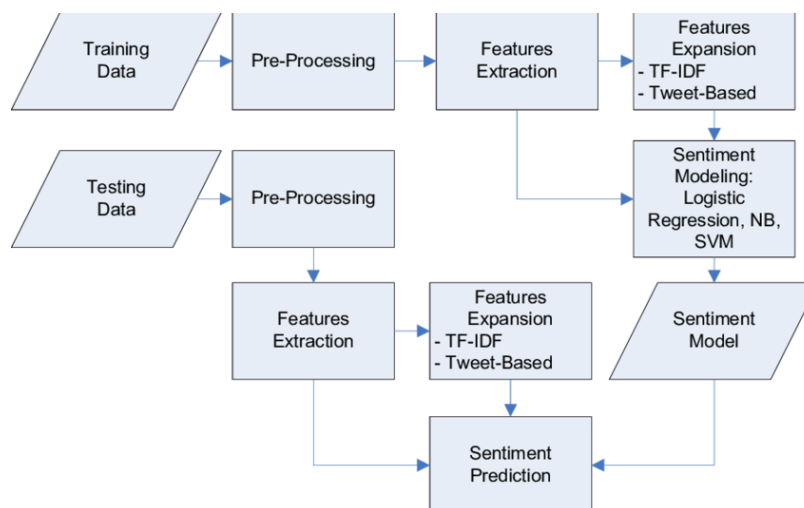 Training
Data
Pre-Processing
Features
Extraction
Features
Expansion
- TF-IDF
- Tweet-Based
Testing
Data
Pre-Processing
Sentiment
Modeling:
Logistic
Regression, NB,
SVM
Features
Extraction
Features
Expansion
- TF-IDF
- Tweet-Based
Sentiment
Model
Sentiment
Prediction